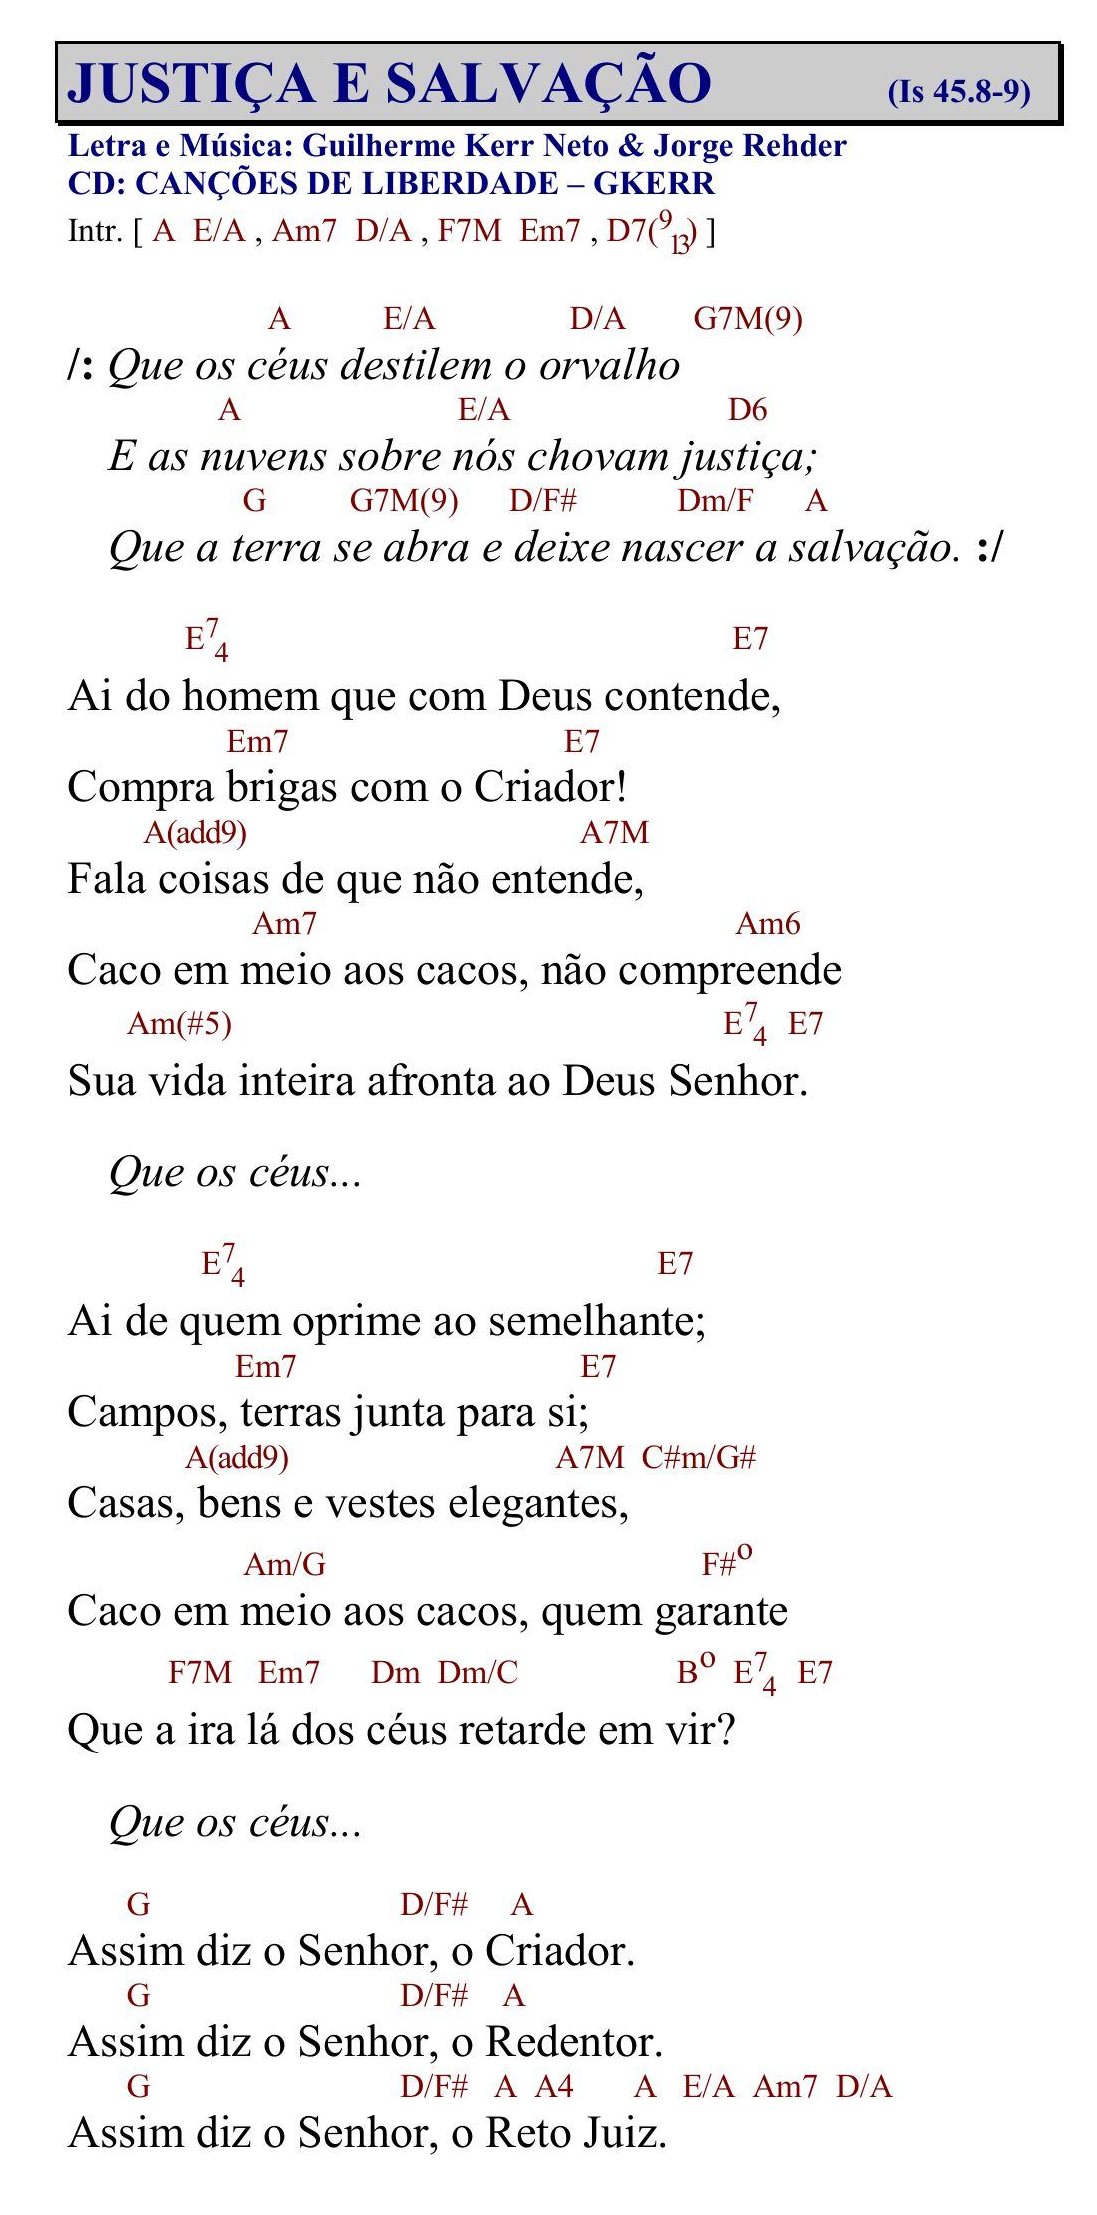 JUSTIÇA E SALVAÇÃO (Is 45.8-9)
Letra e Música: Guilherme Kerr Neto & Jorge Rehder
CD: CANÇÕES DE LIBERDADE – GKERR
Intr. [ A E/A , Am7 D/A , F7M Em7 , D7(9 13) ]
A E/A D/A G7M(9)
/: Que os céus destilem o orvalho
A E/A D6
E as nuvens sobre nós chovam justiça;
G G7M(9) D/F# Dm/F A
Que a terra se abra e deixe nascer a salvação. :/
E7 4 E7
Ai do homem que com Deus contende,
Em7 E7
Compra brigas com o Criador!
A(add9) A7M
Fala coisas de que não entende,
Am7 Am6
Caco em meio aos cacos, não compreende
Am(#5) E7 4 E7
Sua vida inteira afronta ao Deus Senhor.
Que os céus...
E7 4 E7
Ai de quem oprime ao semelhante;
Em7 E7
Campos, terras junta para si;
A(add9) A7M C#m/G#
Casas, bens e vestes elegantes,
Am/G F#o
Caco em meio aos cacos, quem garante
F7M Em7 Dm Dm/C Bo E7 4 E7
Que a ira lá dos céus retarde em vir?
Que os céus...
G D/F# A
Assim diz o Senhor, o Criador.
G D/F# A
Assim diz o Senhor, o Redentor.
G D/F# A A4 A E/A Am7 D/A
Assim diz o Senhor, o Reto Juiz.